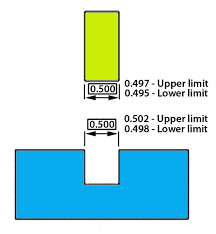 0.497 - Upper limit
0.500
0.495 - Lower limit
0.502 - Upper limit
0.500
0.498 - Lower limit